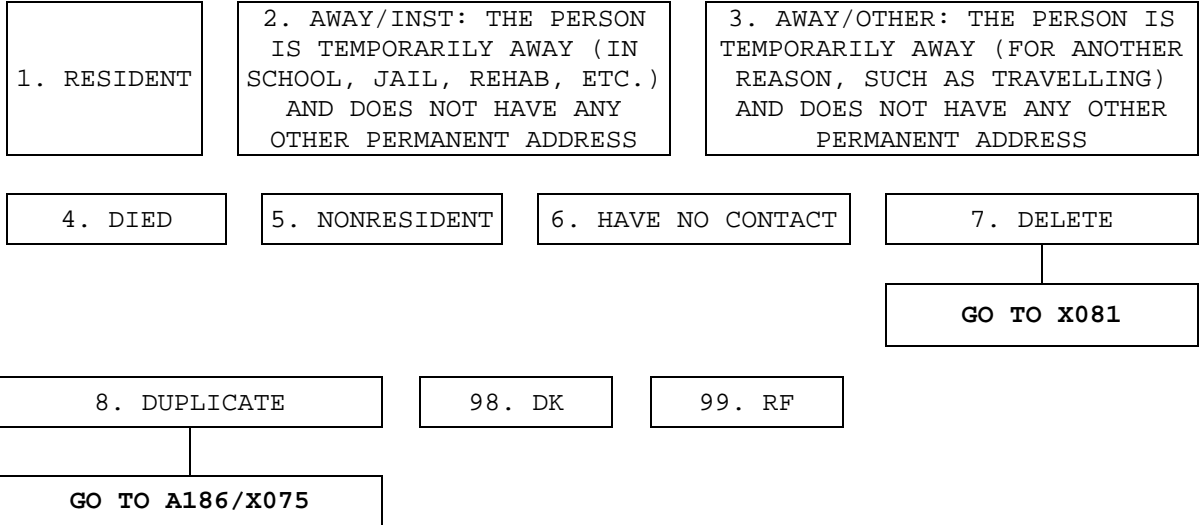 1. RESIDENT
2. AWAY/INST: THE PERSON
IS TEMPORARILY AWAY (IN
SCHOOL, JAIL, REHAB, ETC.)
AND DOES NOT HAVE ANY
OTHER PERMANENT ADDRESS
3. AWAY/OTHER: THE PERSON IS
TEMPORARILY AWAY (FOR ANOTHER
REASON, SUCH AS TRAVELLING)
AND DOES NOT HAVE ANY OTHER
PERMANENT ADDRESS
4. DIED
5. NONRESIDENT
6. HAVE NO CONTACT
7. DELETE
GO TO X081
8. DUPLICATE
98. DK
99. RF
GO TO A186/X075